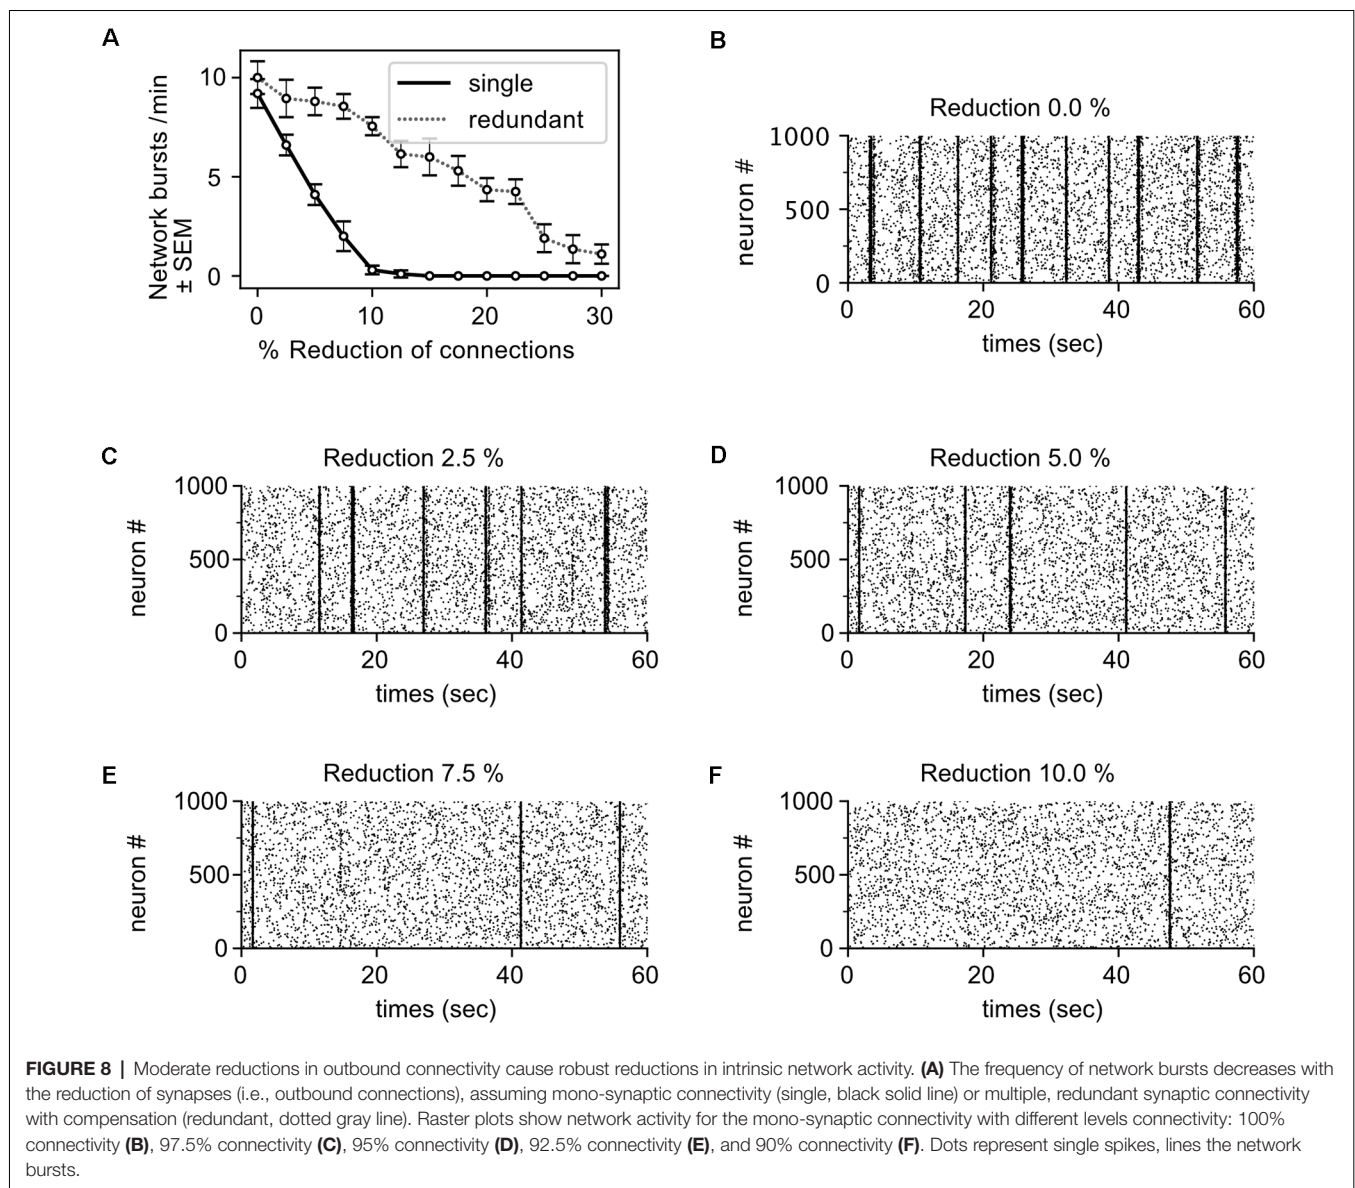 A
Network bursts /min
± SEM
10
5
0
single
redundant
0 10 20 30
% Reduction of connections
B
Reduction 0.0 %
neuron #
1000
500
0
0 20 40 60
times (sec)
C
Reduction 2.5 %
neuron #
1000
500
0
0 20 40 60
times (sec)
D
Reduction 5.0 %
neuron #
1000
500
0
0 20 40 60
times (sec)
E
Reduction 7.5 %
neuron #
1000
500
0
0 20 40 60
times (sec)
F
Reduction 10.0 %
neuron #
1000
500
0
0 20 40 60
times (sec)
FIGURE 8 | Moderate reductions in outbound connectivity cause robust reductions in intrinsic network activity. (A) The frequency of network bursts decreases with
the reduction of synapses (i.e., outbound connections), assuming mono-synaptic connectivity (single, black solid line) or multiple, redundant synaptic connectivity
with compensation (redundant, dotted gray line). Raster plots show network activity for the mono-synaptic connectivity with different levels connectivity: 100%
connectivity (B), 97.5% connectivity (C), 95% connectivity (D), 92.5% connectivity (E), and 90% connectivity (F). Dots represent single spikes, lines the network
bursts.